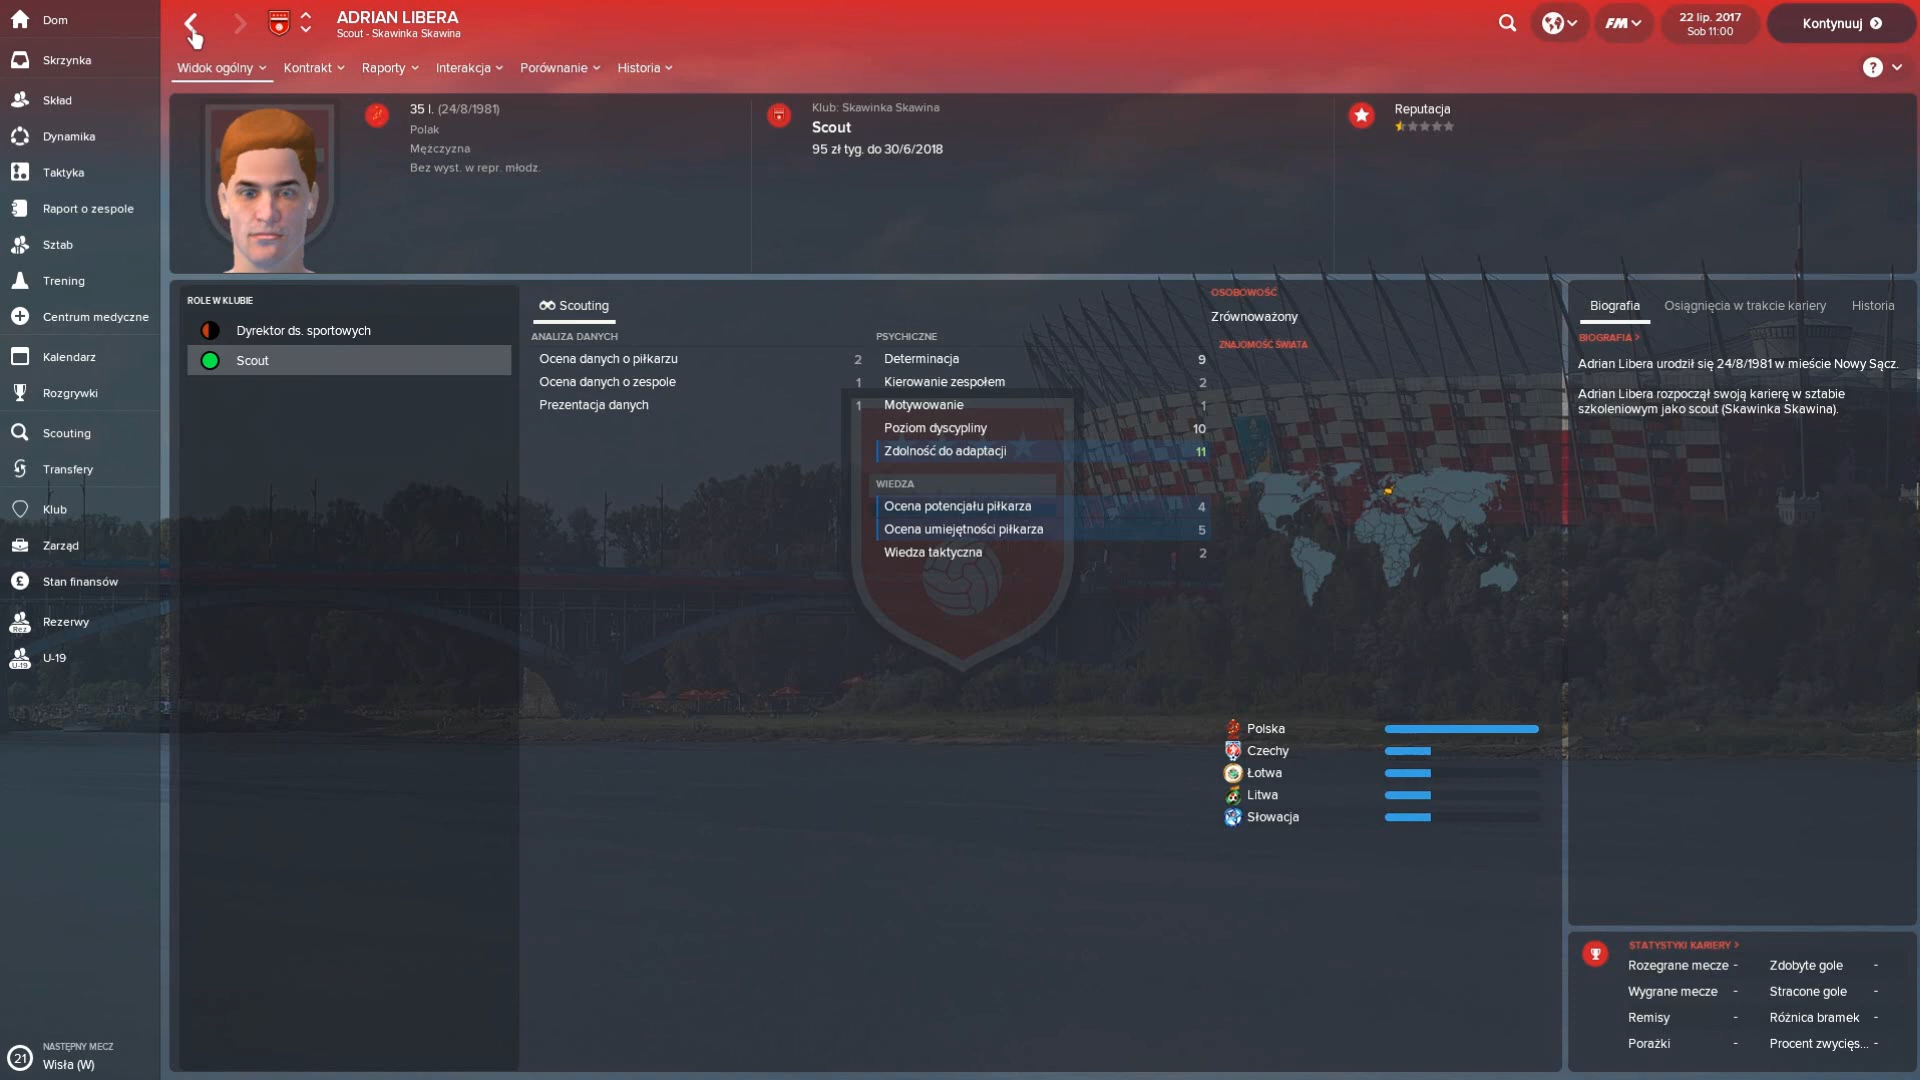 Dom
Skrzynka
Skład
Dynamika
Taktyka
Raport o zespole
Sztab
Trening
Centrum medyczne
Kalendarz
Rozgrywki
Scouting
Transfery
Klub
Zarząd
Stan finansów
Rez
Rezerwy
U-19
U-19
21
NASTĘPNY MECZ
Wisła (W)
ADRIAN LIBERA
Scout - Skawinka Skawina
FM
22 lip. 2017
Sob 11:00
Kontynuuj
Widok ogólny
Kontrakt
Raporty
Interakcja
Porównanie
Historia
?
35 l. (24/8/1981)
Polak
Mężczyzna
Bez wyst. w repr. młodz.
Klub: Skawinka Skawina
Scout
95 zł tyg. do 30/6/2018
Reputacja
ROLE W KLUBIE
Dyrektor ds. sportowych
Scout
Scouting
ANALIZA DANYCH
Ocena danych o piłkarzu 2
Ocena danych o zespole 1
Prezentacja danych 1
PSYCHICZNE
Determinacja 9
Kierowanie zespołem 2
Motywowanie 1
Poziom dyscypliny 10
Zdolność do adaptacji 11
WIEDZA
Ocena potencjału piłkarza 4
Ocena umiejętności piłkarza 5
Wiedza taktyczna 2
OSOBOWOŚĆ
Zrównoważony
ZNAJOMOŚĆ ŚWIATA
Polska
Czechy
Łotwa
Litwa
Słowacja
Biografia
Osiągnięcia w trakcie kariery
Historia
BIOGRAFIA >
Adrian Libera urodził się 24/8/1981 w mieście Nowy Sącz.
Adrian Libera rozpoczął swoją karierę w sztabie
szkoleniowym jako scout (Skawinka Skawina).
STATYSTYKI KARIERY >
Rozegrane mecze - Zdobyte gole -
Wygrane mecze - Stracone gole -
Remisy - Różnica bramek -
Porażki - Procent zwycięs... -